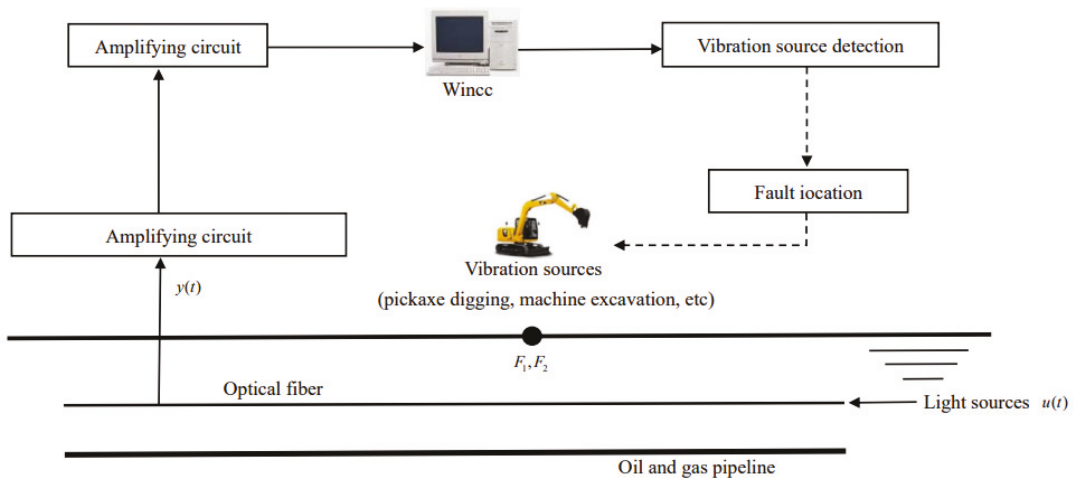 Amplifying circuit
Wincc
Vibration source detection
Fault iocation
Amplifying circuit
Vibration sources
(pickaxe digging, machine excavation, etc)
y(t)
F₁,F₂
Optical fiber
Light sources u(t)
Oil and gas pipeline